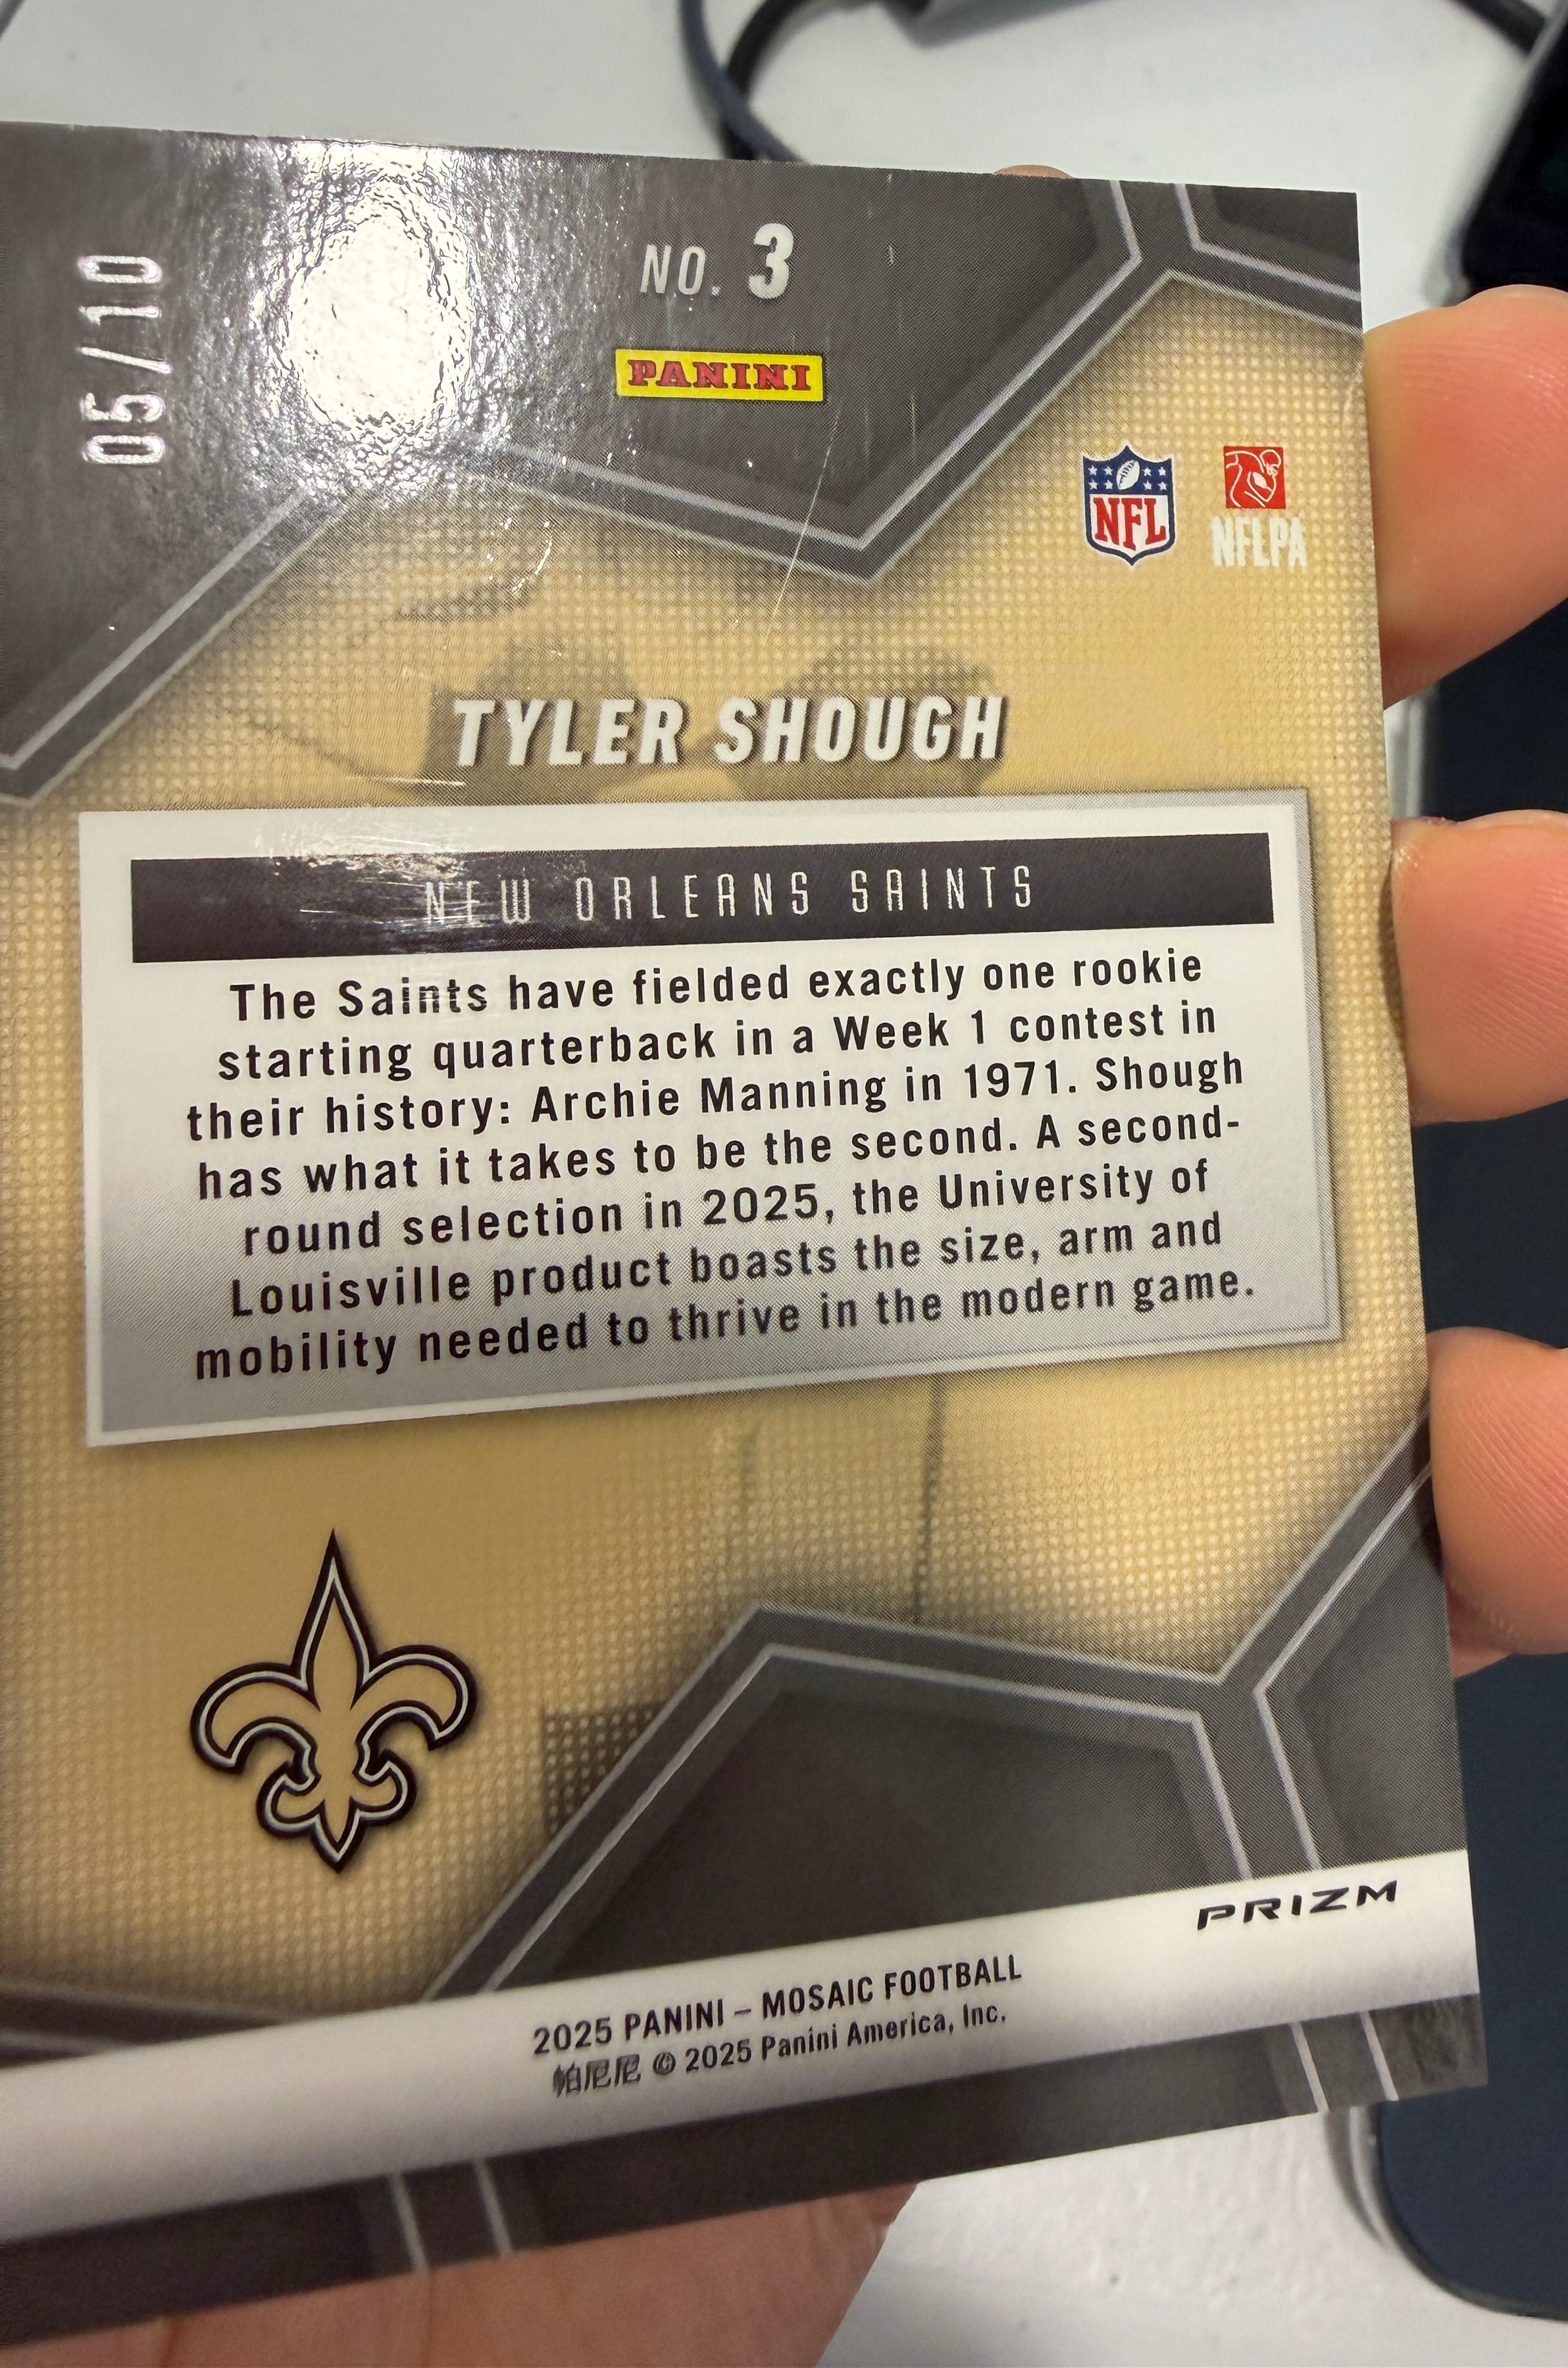 05/10
NO. 3
PANINI
NFL
NFLPA
TYLER SHOUGH
NEW ORLEANS SAINTS
The Saints have fielded exactly one rookie
starting quarterback in a Week 1 contest in
their history: Archie Manning in 1971. Shough
has what it takes to be the second. A second-
round selection in 2025, the University of
Louisville product boasts the size, arm and
mobility needed to thrive in the modern game.
PRIZM
2025 PANINI – MOSAIC FOOTBALL
帕尼尼 © 2025 Panini America, Inc.